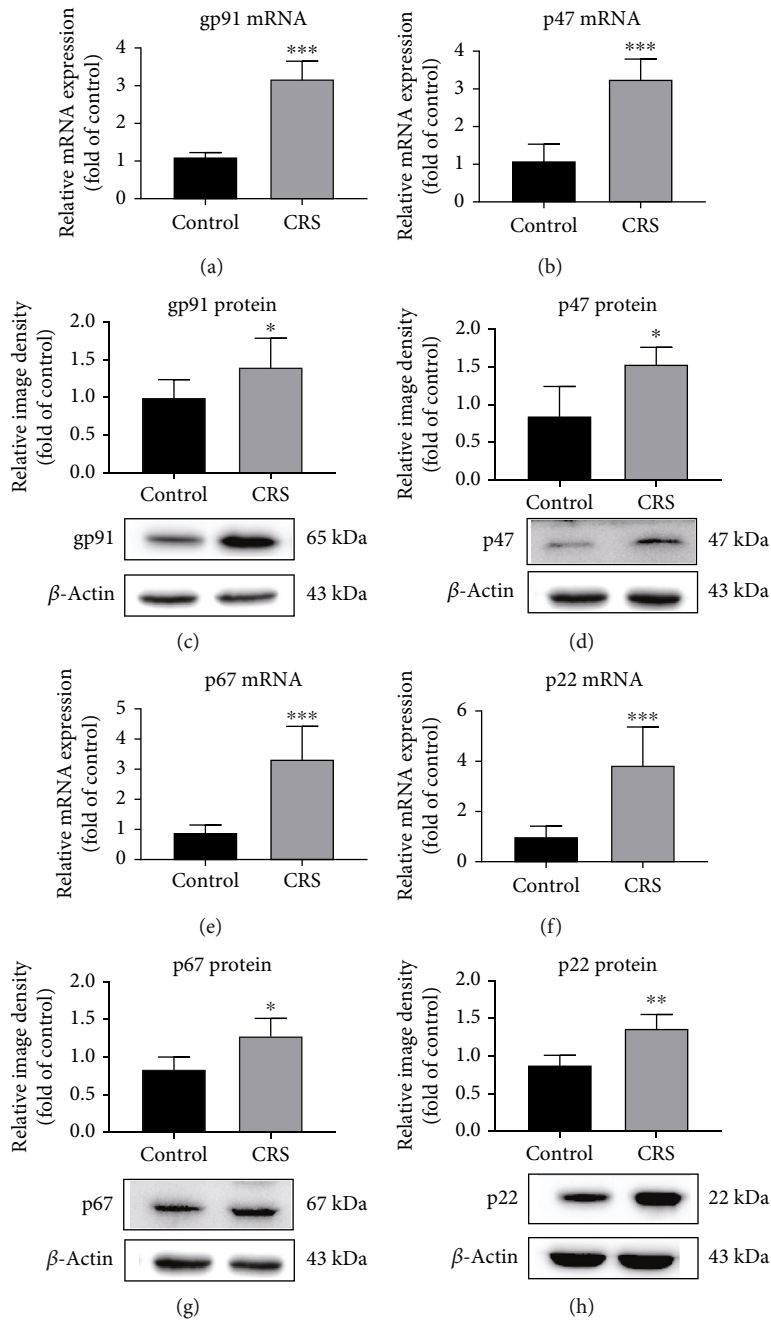 gp91 mRNA
Relative mRNA expression
(fold of control)
4
3
2
1
0
***
Control
CRS
(a)
p47 mRNA
Relative mRNA expression
(fold of control)
4
3
2
1
0
***
Control
CRS
(b)
gp91 protein
Relative image density
(fold of control)
2.0
1.5
1.0
0.5
0.0
*
Control
CRS
gp91
65 kDa
β-Actin
43 kDa
(c)
p47 protein
Relative image density
(fold of control)
2.0
1.5
1.0
0.5
0.0
*
Control
CRS
p47
47 kDa
β-Actin
43 kDa
(d)
p67 mRNA
Relative mRNA expression
(fold of control)
5
4
3
2
1
0
***
Control
CRS
(e)
p22 mRNA
Relative mRNA expression
(fold of control)
6
4
2
0
***
Control
CRS
(f)
p67 protein
Relative image density
(fold of control)
2.0
1.5
1.0
0.5
0.0
*
Control
CRS
p67
67 kDa
β-Actin
43 kDa
(g)
p22 protein
Relative image density
(fold of control)
2.0
1.5
1.0
0.5
0.0
**
Control
CRS
p22
22 kDa
β-Actin
43 kDa
(h)